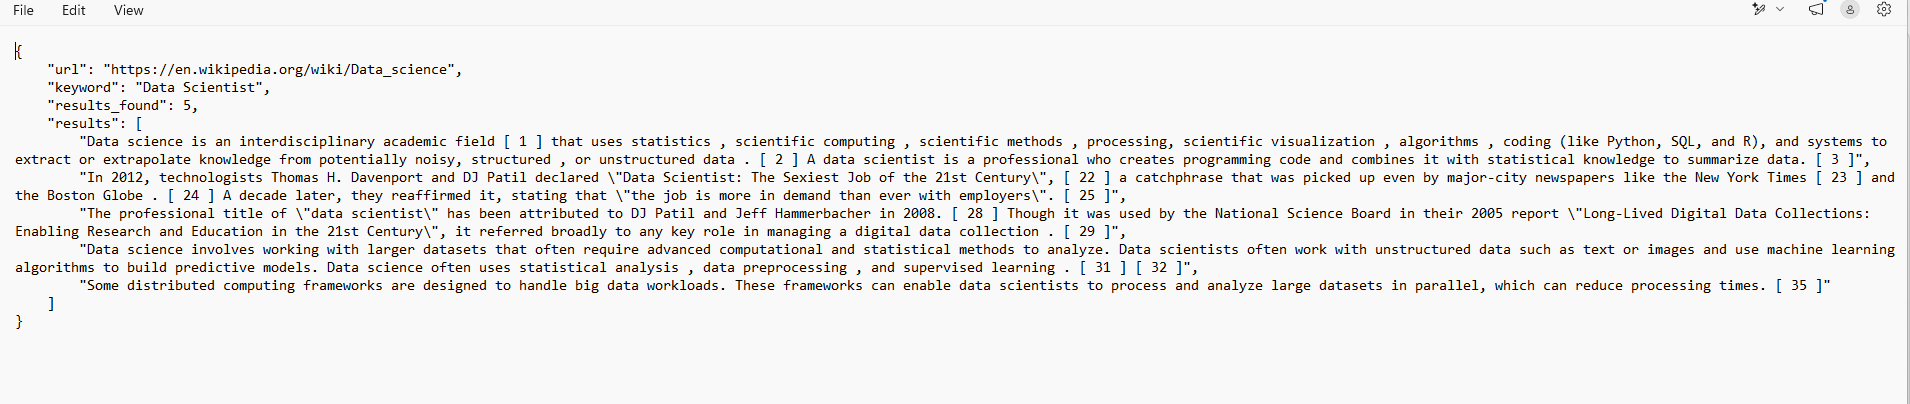 File Edit View
{
    "url": "https://en.wikipedia.org/wiki/Data_science",
    "keyword": "Data Scientist",
    "results_found": 5,
    "results": [
        "Data science is an interdisciplinary academic field [ 1 ] that uses statistics , scientific computing , scientific methods , processing, scientific visualization , algorithms , coding (like Python, SQL, and R), and systems to
extract or extrapolate knowledge from potentially noisy, structured , or unstructured data . [ 2 ] A data scientist is a professional who creates programming code and combines it with statistical knowledge to summarize data. [ 3 ]",
        "In 2012, technologists Thomas H. Davenport and DJ Patil declared \"Data Scientist: The Sexiest Job of the 21st Century\", [ 22 ] a catchphrase that was picked up even by major-city newspapers like the New York Times [ 23 ] and
the Boston Globe . [ 24 ] A decade later, they reaffirmed it, stating that \"the job is more in demand than ever with employers\". [ 25 ]",
        "The professional title of \"data scientist\" has been attributed to DJ Patil and Jeff Hammerbacher in 2008. [ 28 ] Though it was used by the National Science Board in their 2005 report \"Long-Lived Digital Data Collections:
Enabling Research and Education in the 21st Century\", it referred broadly to any key role in managing a digital data collection . [ 29 ]",
        "Data science involves working with larger datasets that often require advanced computational and statistical methods to analyze. Data scientists often work with unstructured data such as text or images and use machine learning
algorithms to build predictive models. Data science often uses statistical analysis , data preprocessing , and supervised learning . [ 31 ] [ 32 ]",
        "Some distributed computing frameworks are designed to handle big data workloads. These frameworks can enable data scientists to process and analyze large datasets in parallel, which can reduce processing times. [ 35 ]"
    ]
}